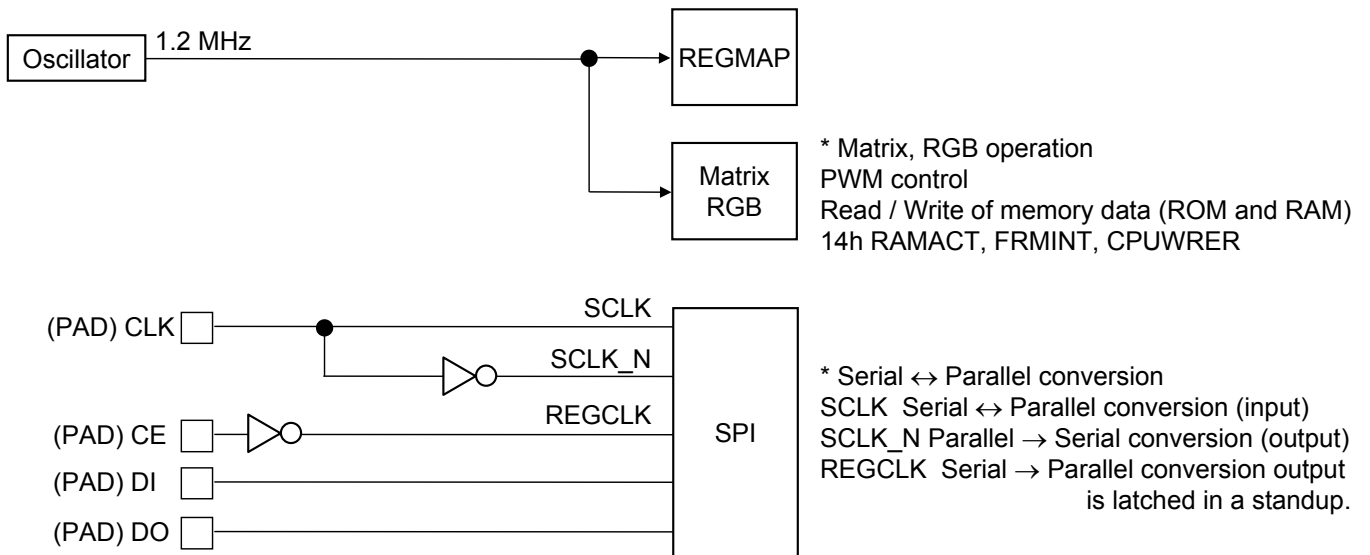 Oscillator
1.2 MHz
REGMAP
Matrix
RGB
* Matrix, RGB operation
PWM control
Read / Write of memory data (ROM and RAM)
14h RAMACT, FRMINT, CPUWRER
(PAD) CLK
SCLK
SCLK_N
(PAD) CE
REGCLK
(PAD) DI
(PAD) DO
SPI
* Serial ↔ Parallel conversion
SCLK Serial ↔ Parallel conversion (input)
SCLK_N Parallel → Serial conversion (output)
REGCLK Serial → Parallel conversion output
is latched in a standup.